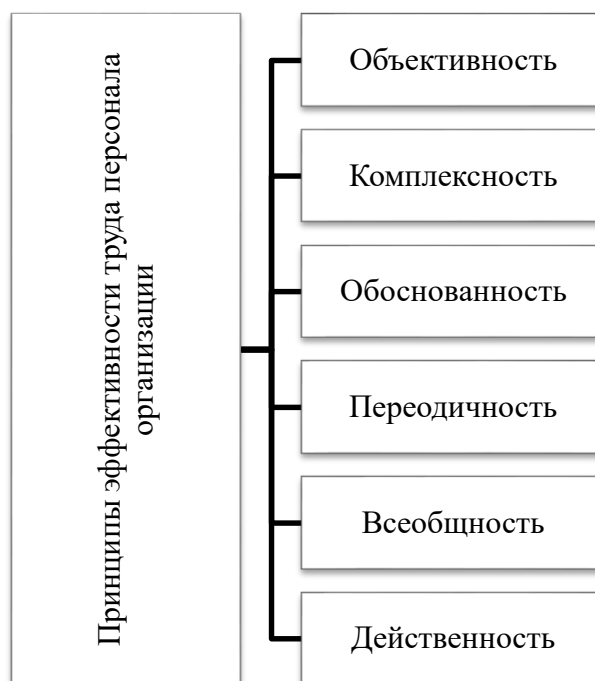 Принципы эффективности труда персонала
организации
Объективность
Комплексность
Обоснованность
Переодичность
Всеобщность
Действенность